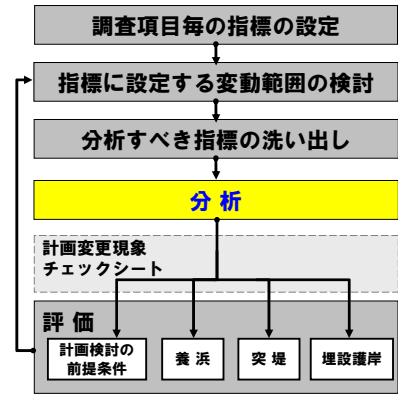 調査項目毎の指標の設定
指標に設定する変動範囲の検討
分析すべき指標の洗い出し
分 析
計画変更現象
チェックシート
評 価
計画検討の
前提条件
養 浜
突 堤
埋設護岸